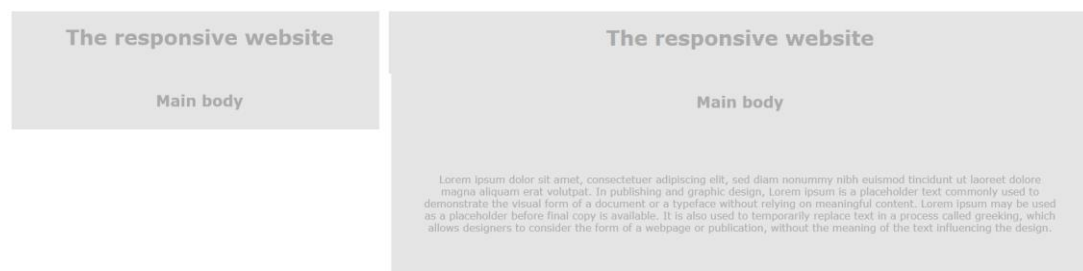 The responsive website
Main body
The responsive website
Main body
Lorem ipsum dolor sit amet, consectetuer adipiscing elit, sed diam nonummy nibh euismod tincidunt ut laoreet dolore
magna aliquam erat volutpat. In publishing and graphic design, Lorem ipsum is a placeholder text commonly used to
demonstrate the visual form of a document or a typeface without relying on meaningful content. Lorem ipsum may be used
as a placeholder before final copy is available. It is also used to temporarily replace text in a process called greeking, which
allows designers to consider the form of a webpage or publication, without the meaning of the text influencing the design.